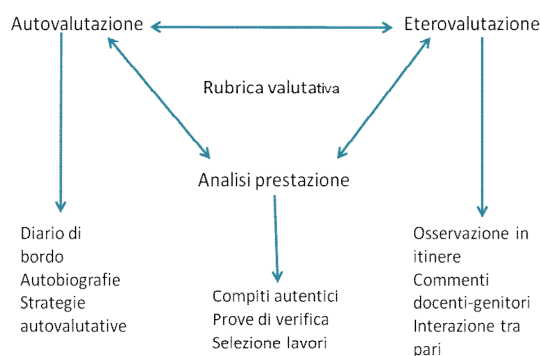 Autovalutazione
Eterovalutazione
Rubrica valutativa
Analisi prestazione
Diario di
bordo
Autobiografie
Strategie
autovalutative
Compiti autentici
Prove di verifica
Selezione lavori
Osservazione in
itinere
Commenti
docenti-genitori
Interazione tra
pari